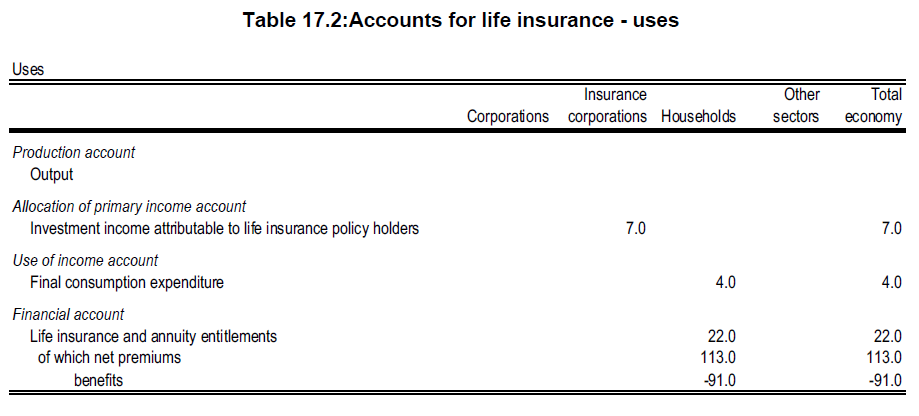 Table 17.2:Accounts for life insurance - uses
Uses
Insurance Other Total
Corporations corporations Households sectors economy
Production account
Output
Allocation of primary income account
Investment income attributable to life insurance policy holders 7.0 7.0
Use of income account
Final consumption expenditure 4.0 4.0
Financial account
Life insurance and annuity entitlements 22.0 22.0
of which net premiums 113.0 113.0
benefits -91.0 -91.0